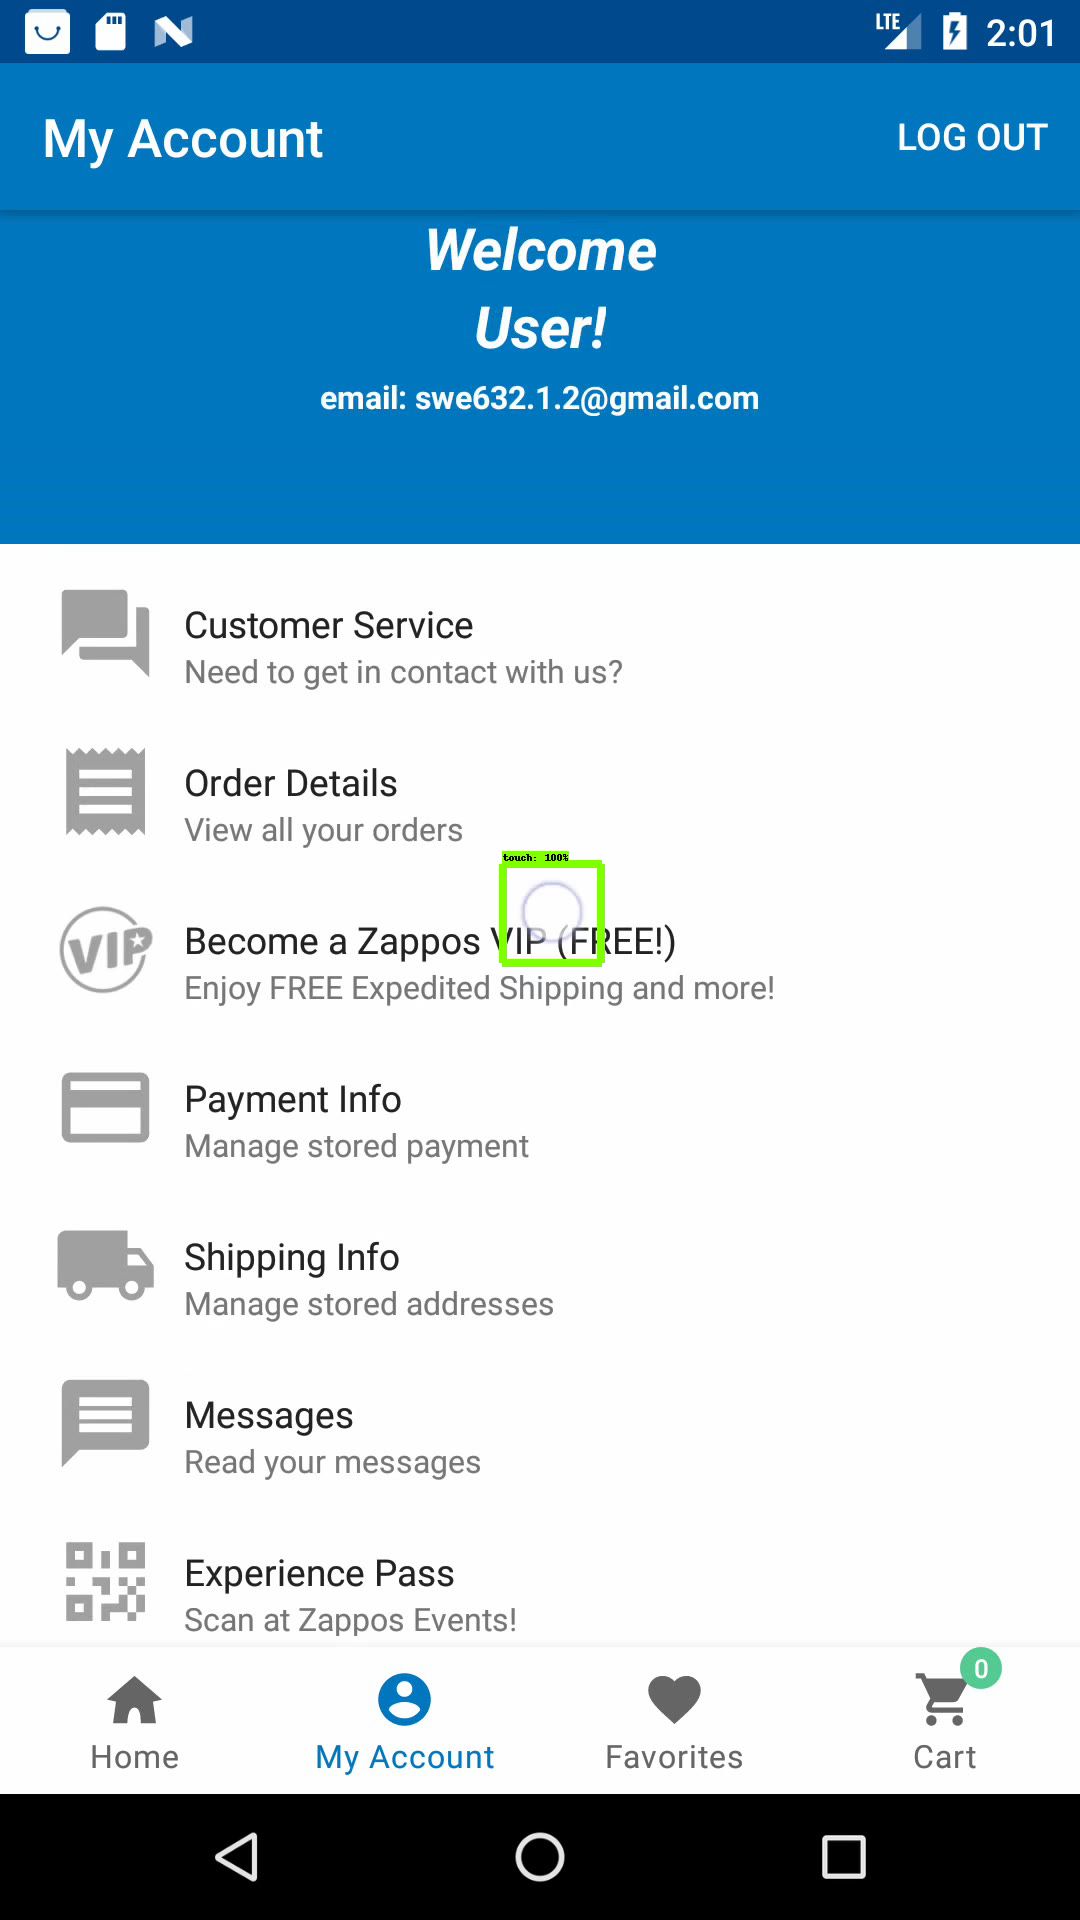 LTE 2:01
My Account LOG OUT
Welcome
User!
email: swe632.1.2@gmail.com
Customer Service
Need to get in contact with us?
Order Details
View all your orders
touch: 100%
VIP
Become a Zappos VIP (FREE!)
Enjoy FREE Expedited Shipping and more!
Payment Info
Manage stored payment
Shipping Info
Manage stored addresses
Messages
Read your messages
Experience Pass
Scan at Zappos Events!
0
Home My Account Favorites Cart